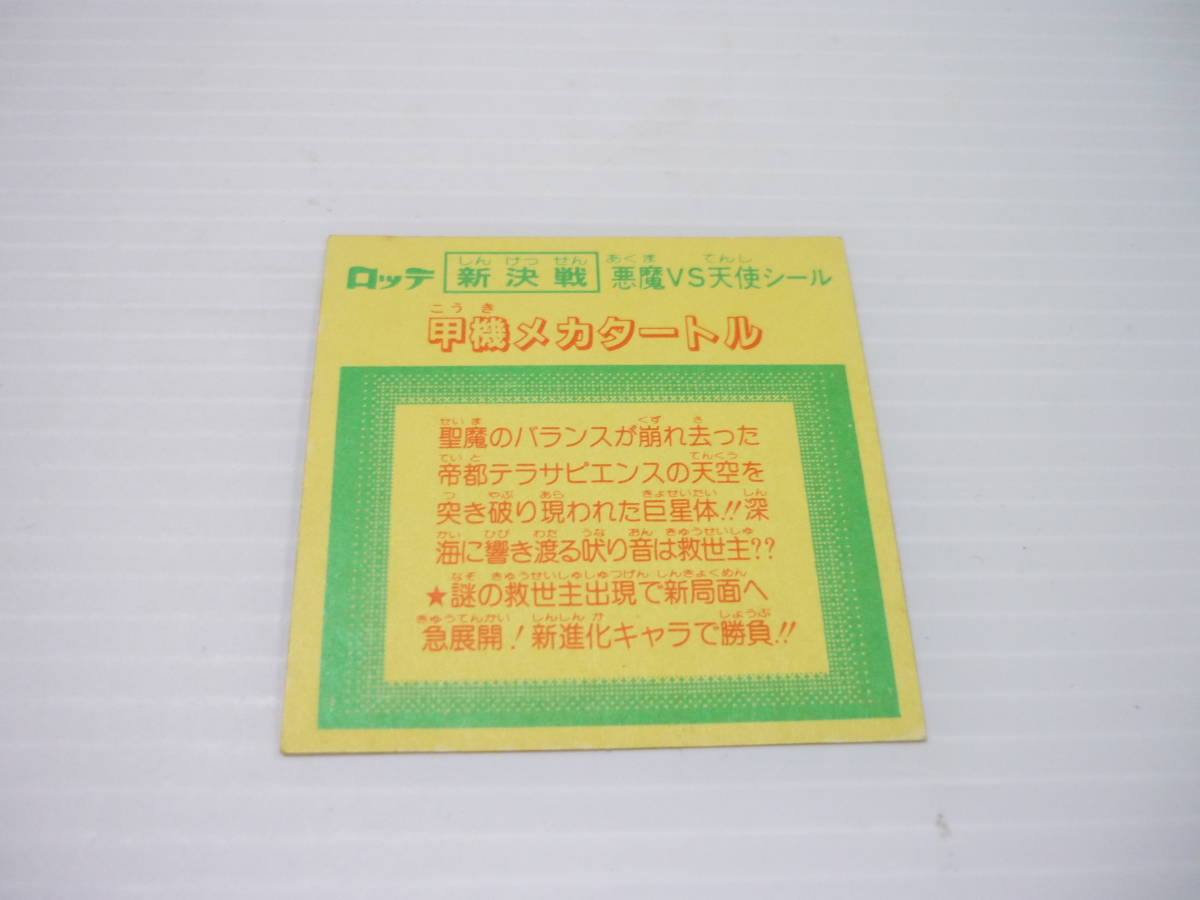 ロッテ 新決戦 悪魔VS天使シール
甲機メカタートル
聖魔のバランスが崩れ去った
帝都テラサピエンスの天空を
突き破り現われた巨星体!!深
海に響き渡る吠り音は救世主??
★謎の救世主出現で新局面へ
急展開!新進化キャラで勝負!!